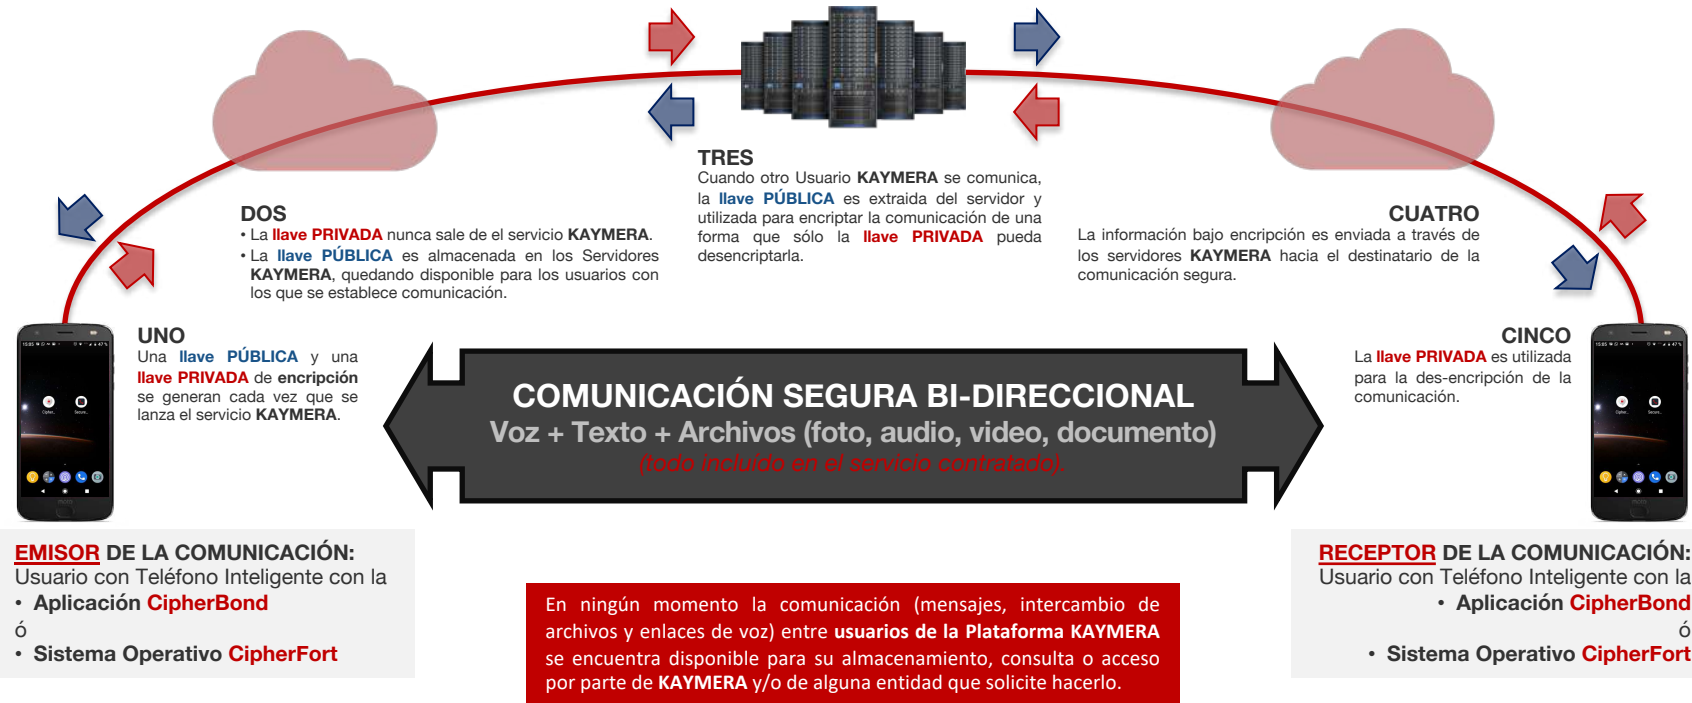 TRES
Cuando otro Usuario KAYMERA se comunica,
la llave PÚBLICA es extraida del servidor y
utilizada para encriptar la comunicación de una
forma que sólo la llave PRIVADA pueda
desencriptarla.
DOS
• La llave PRIVADA nunca sale de el servicio KAYMERA.
• La llave PÚBLICA es almacenada en los Servidores
KAYMERA, quedando disponible para los usuarios con
los que se establece comunicación.
CUATRO
La información bajo encripción es enviada a través de
los servidores KAYMERA hacia el destinatario de la
comunicación segura.
UNO
Una llave PÚBLICA y una
llave PRIVADA de encripción
se generan cada vez que se
lanza el servicio KAYMERA.
CINCO
La llave PRIVADA es utilizada
para la des-encripción de la
comunicación.
COMUNICACIÓN SEGURA BI-DIRECCIONAL
Voz + Texto + Archivos (foto, audio, video, documento)
(todo incluído en el servicio contratado).
EMISOR DE LA COMUNICACIÓN:
Usuario con Teléfono Inteligente con la
• Aplicación CipherBond
ó
• Sistema Operativo CipherFort
En ningún momento la comunicación (mensajes, intercambio de
archivos y enlaces de voz) entre usuarios de la Plataforma KAYMERA
se encuentra disponible para su almacenamiento, consulta o acceso
por parte de KAYMERA y/o de alguna entidad que solicite hacerlo.
RECEPTOR DE LA COMUNICACIÓN:
Usuario con Teléfono Inteligente con la
• Aplicación CipherBond
ó
• Sistema Operativo CipherFort